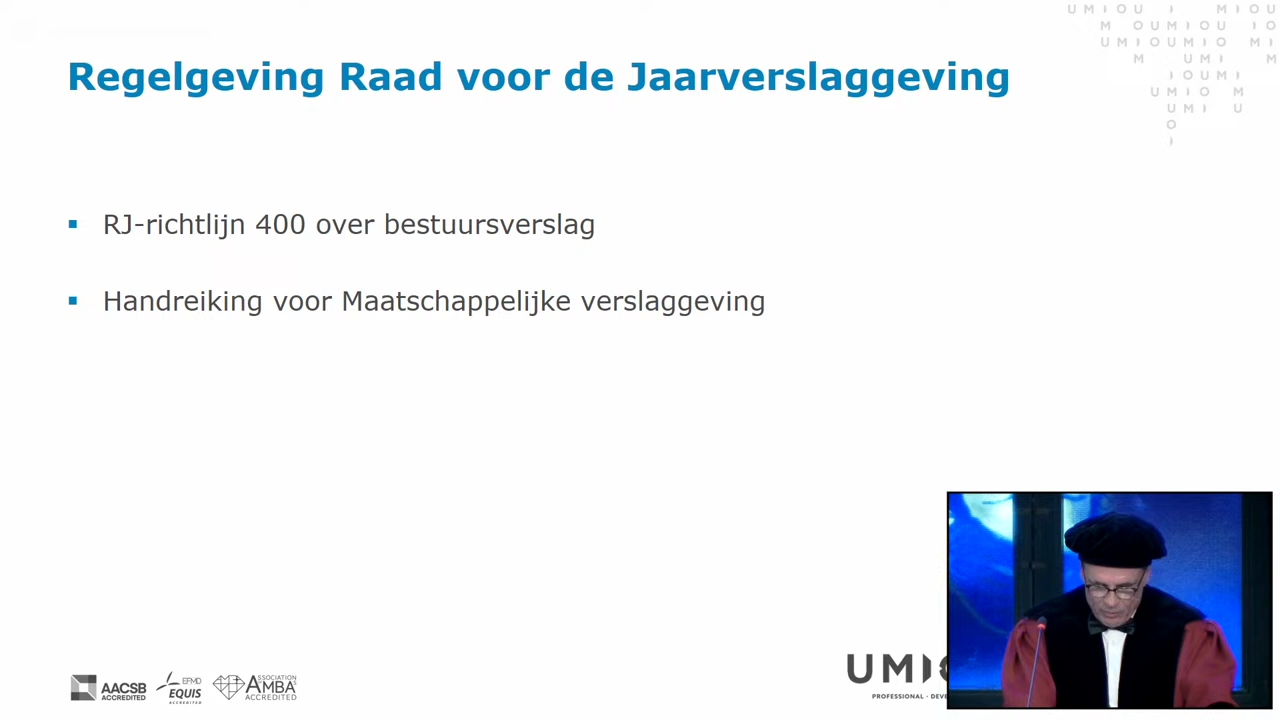 Regelgeving Raad voor de Jaarverslaggeving
▪ RJ-richtlijn 400 over bestuursverslag
▪ Handreiking voor Maatschappelijke verslaggeving
AACSB
ACCREDITED
EFMD
EQUIS
ACCREDITED
ASSOCIATION
AMBA'S
ACCREDITED
UMIO
PROFESSIONAL · DEVE